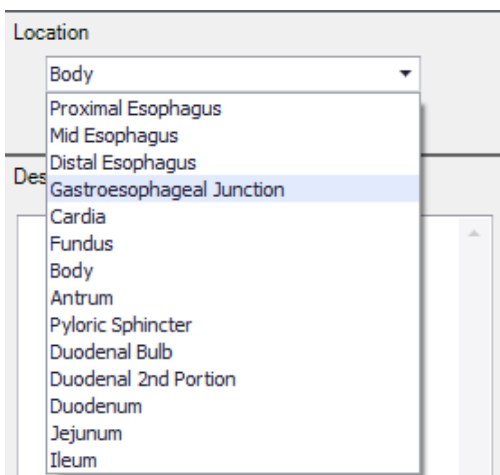 Location
Body
Proximal Esophagus
Mid Esophagus
Distal Esophagus
Des
Gastroesophageal Junction
Cardia
Fundus
Body
Antrum
Pyloric Sphincter
Duodenal Bulb
Duodenal 2nd Portion
Duodenum
Jejunum
Ileum